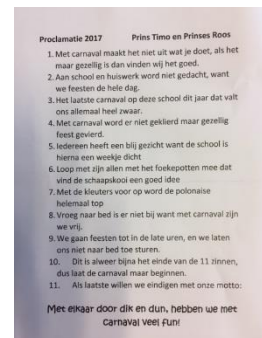 Proclamatie 2017 Prins Timo en Prinses Roos
1. Met carnaval maakt het niet uit wat je doet, als het
maar gezellig is dan vinden wij het goed.
2. Aan school en huiswerk word niet gedacht, want
we feesten de hele dag.
3. Het laatste carnaval op deze school dit jaar dat valt
ons allemaal heel zwaar.
4. Met carnaval word er niet geklierd maar gezellig
feest gevierd.
5. Iedereen heeft een blij gezicht want de school is
hierna een weekje dicht
6. Loop met zijn allen met het foekepotten mee dat
vind de schaapskooi een goed idee
7. Met de kleuters voor op word de polonaise
helemaal top
8. Vroeg naar bed is er niet bij want met carnaval zijn
we vrij.
9. We gaan feesten tot in de late uren, en we laten
ons niet naar bed toe sturen.
10. Dit is alweer bijna het einde van de 11 zinnen,
dus laat de carnaval maar beginnen.
11. Als laatste willen we eindigen met onze motto:
Met elkaar door dik en dun, hebben we met
carnaval veel fun!